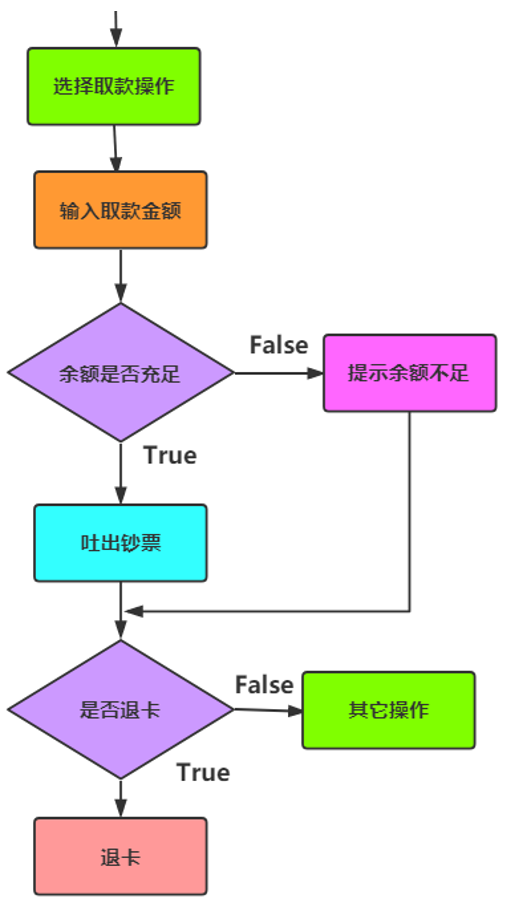 选择取款操作
输入取款金额
余额是否充足
False
提示余额不足
True
吐出钞票
是否退卡
False
其它操作
True
退卡